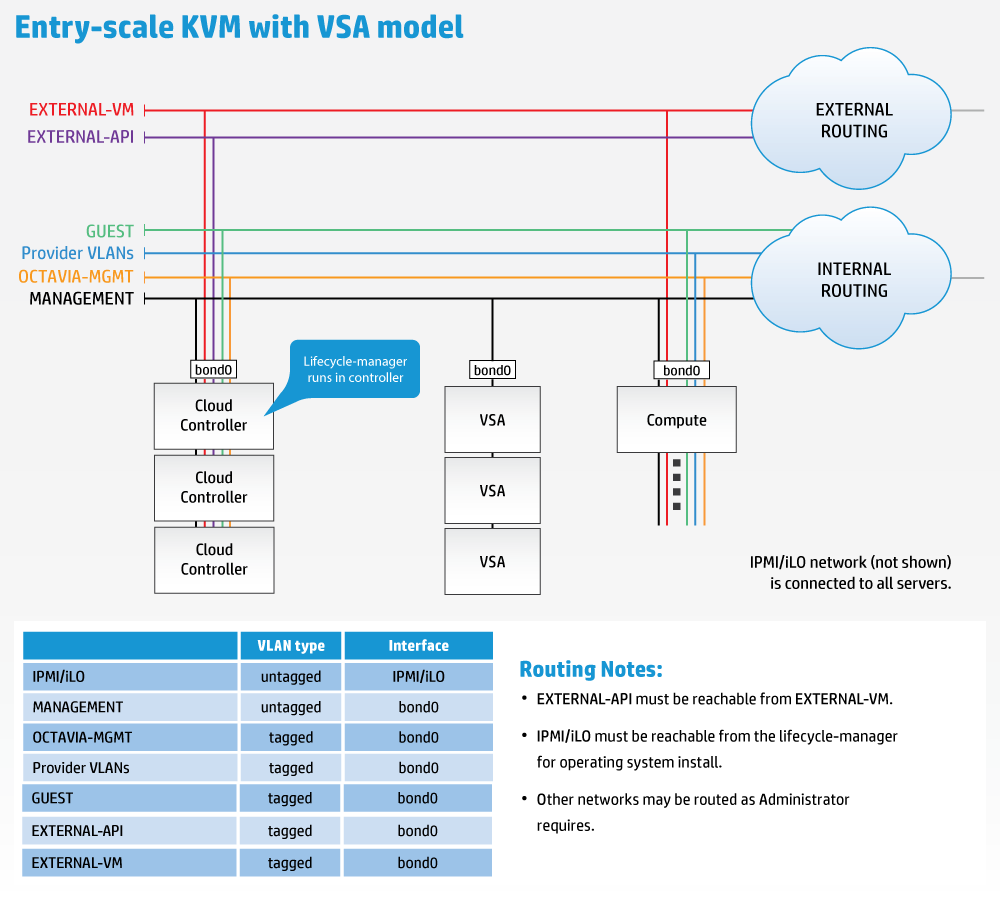 Entry-scale KVM with VSA model
EXTERNAL-VM
EXTERNAL-API
EXTERNAL
ROUTING
GUEST
Provider VLANs
OCTAVIA-MGMT
MANAGEMENT
INTERNAL
ROUTING
bond0
Lifecycle-manager
runs in controller
bond0
bond0
Cloud
Controller
VSA
Compute
Cloud
Controller
VSA
Cloud
Controller
VSA
IPMI/iLO network (not shown)
is connected to all servers.
VLAN type Interface
IPMI/iLO untagged IPMI/iLO
MANAGEMENT untagged bond0
OCTAVIA-MGMT tagged bond0
Provider VLANs tagged bond0
GUEST tagged bond0
EXTERNAL-API tagged bond0
EXTERNAL-VM tagged bond0
Routing Notes:
• EXTERNAL-API must be reachable from EXTERNAL-VM.
• IPMI/iLO must be reachable from the lifecycle-manager
for operating system install.
• Other networks may be routed as Administrator
requires.